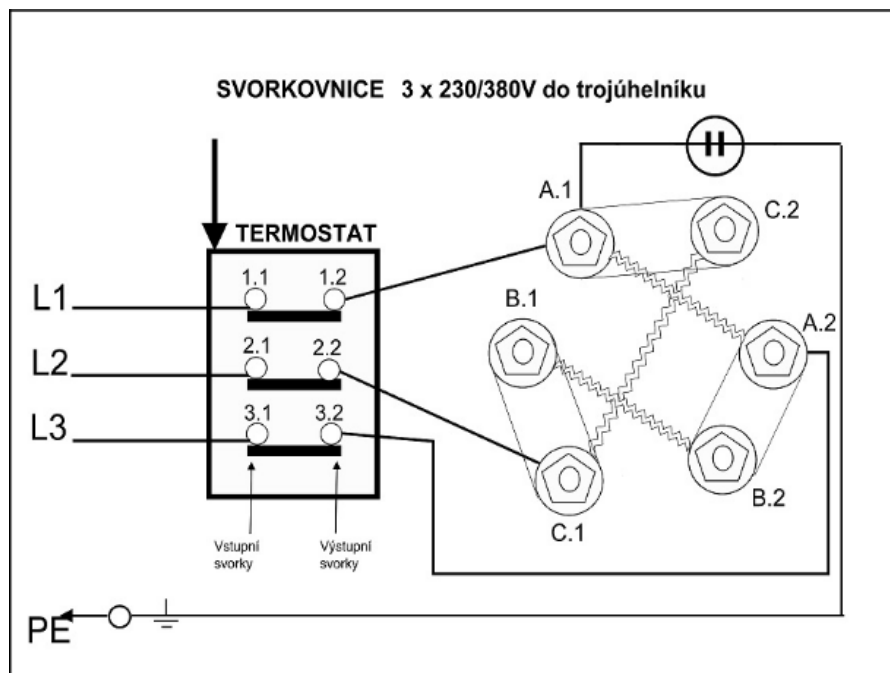 SVORKOVNICE 3 x 230/380V do trojúhelníku
A.1
C.2
TERMOSTAT
1.1 1.2
L1
B.1
A.2
2.1 2.2
L2
3.1 3.2
L3
B.2
C.1
Vstupní
svorky
Výstupní
svorky
PE